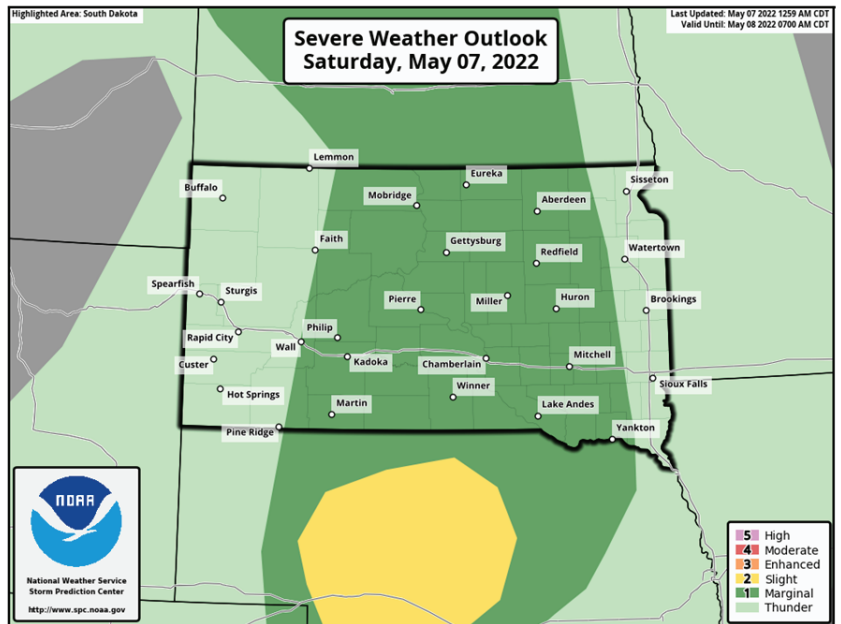 Highlighted Area: South Dakota
Severe Weather Outlook
Saturday, May 07, 2022
Last Updated: May 07 2022 1259 AM CDT
Valid Until: May 08 2022 0700 AM CDT
Lemmon
Eureka
Sisseton
Buffalo
Mobridge
Aberdeen
Faith
Gettysburg
Redfield
Watertown
Spearfish
Sturgis
Pierre
Miller
Huron
Brookings
Rapid City
Philip
Wall
Custer
Kadoka
Chamberlain
Mitchell
Sioux Falls
Hot Springs
Winner
Martin
Lake Andes
Pine Ridge
Yankton
NOAA
National Weather Service
Storm Prediction Center
http://www.spc.noaa.gov
5 High
4 Moderate
3 Enhanced
2 Slight
1 Marginal
Thunder